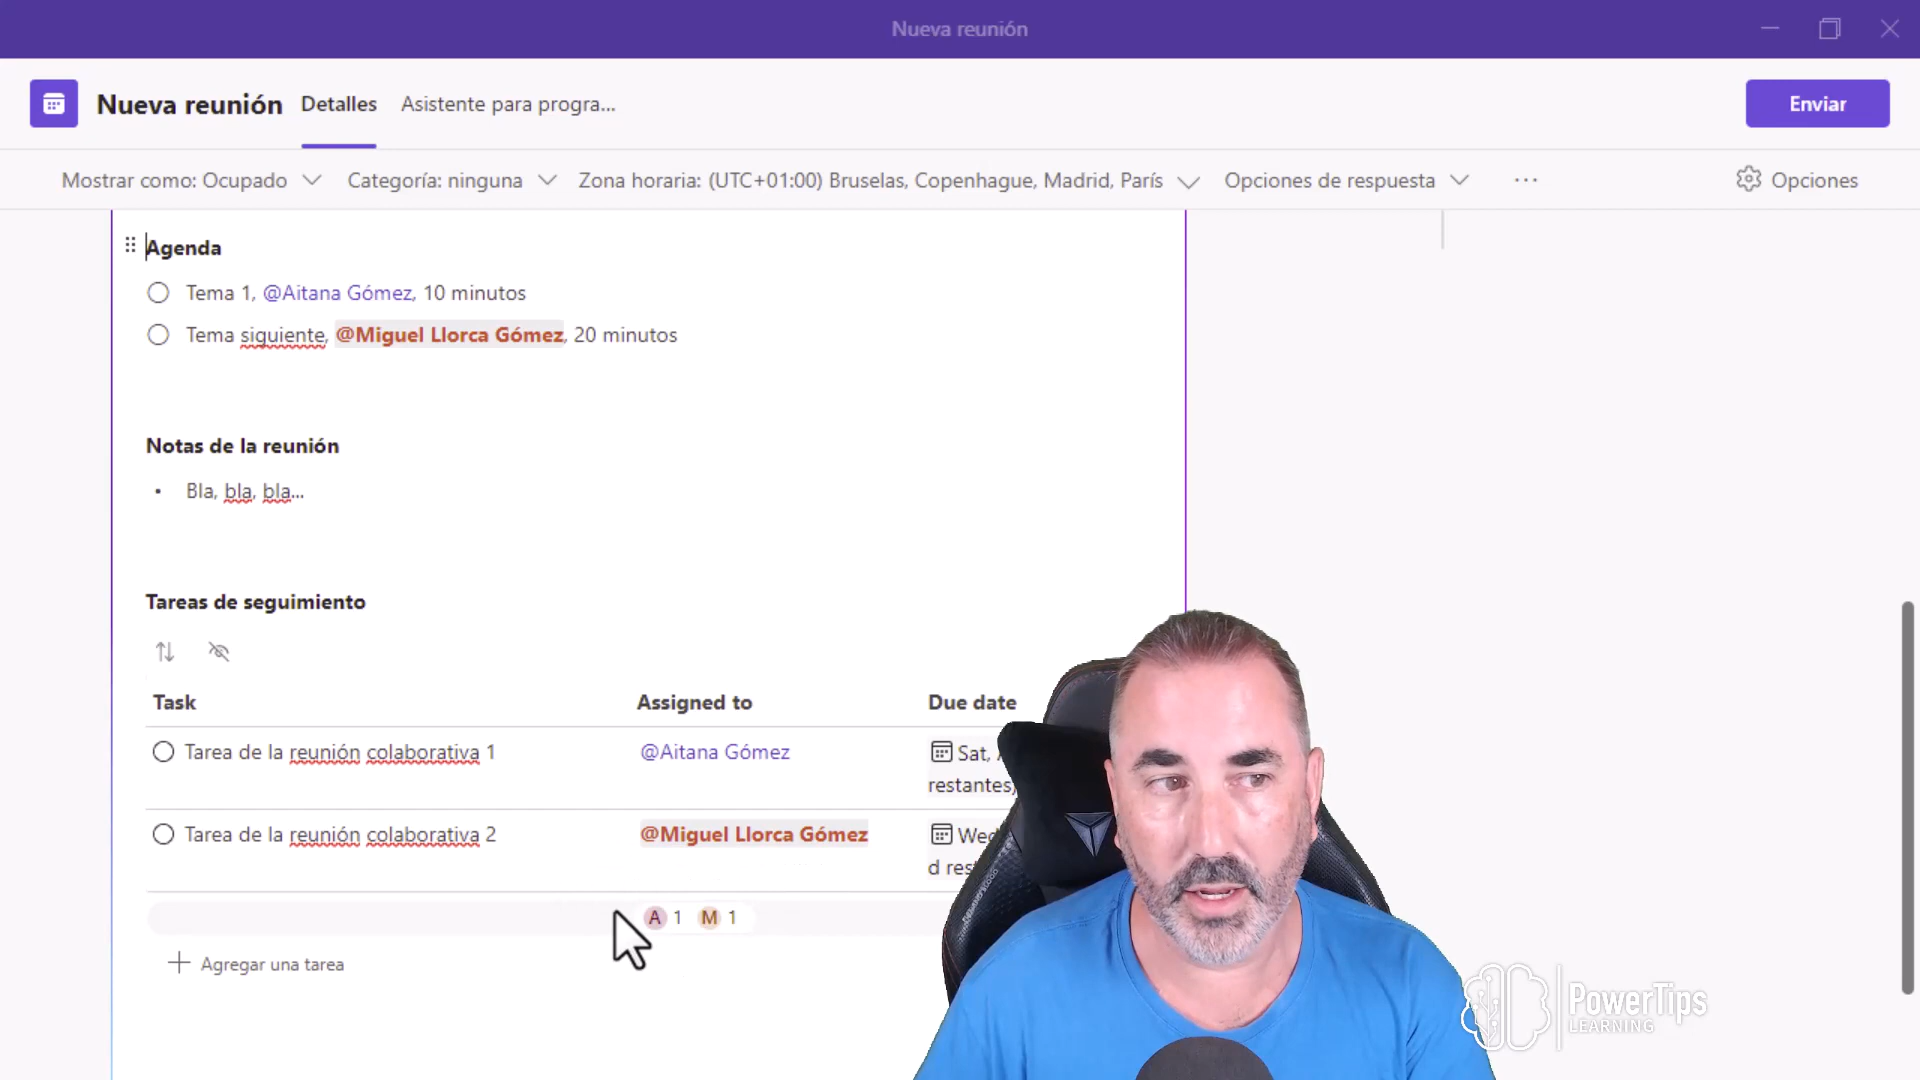 Nueva reunión
Nueva reunión Detalles Asistente para progra... Enviar
Mostrar como: Ocupado Categoría: ninguna Zona horaria: (UTC+01:00) Bruselas, Copenhague, Madrid, París Opciones de respuesta ... Opciones
Agenda
Tema 1, @Aitana Gómez, 10 minutos
Tema siguiente, @Miguel Llorca Gómez, 20 minutos
Notas de la reunión
• Bla, bla, bla...
Tareas de seguimiento
Task Assigned to Due date
Tarea de la reunión colaborativa 1 @Aitana Gómez Sat,
restantes)
Tarea de la reunión colaborativa 2 @Miguel Llorca Gómez
A 1 M 1
+ Agregar una tarea
PowerTips
LEARNING